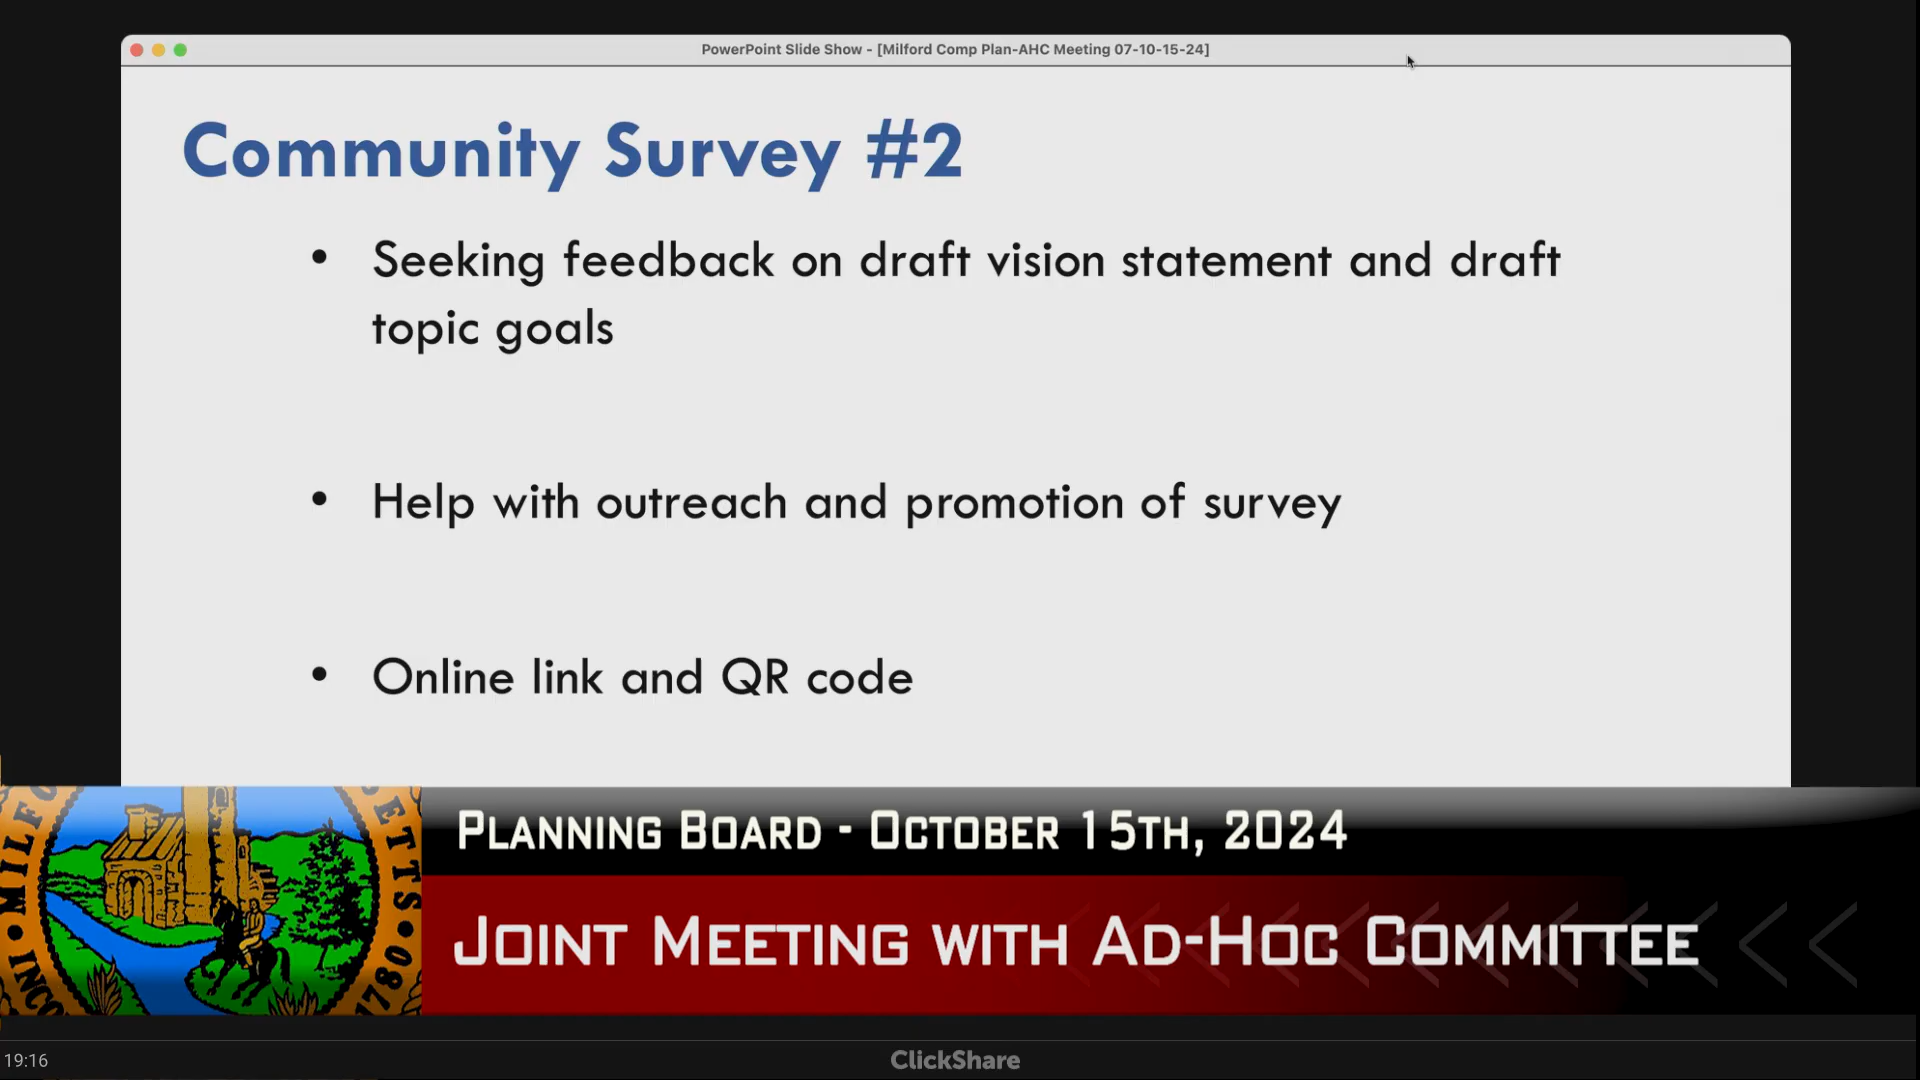 PowerPoint Slide Show - [Milford Comp Plan-AHC Meeting 07-10-15-24]
Community Survey #2
• Seeking feedback on draft vision statement and draft
topic goals
• Help with outreach and promotion of survey
• Online link and QR code
Planning Board - October 15th, 2024
Joint Meeting with Ad-Hoc Committee
1780
19:16
ClickShare